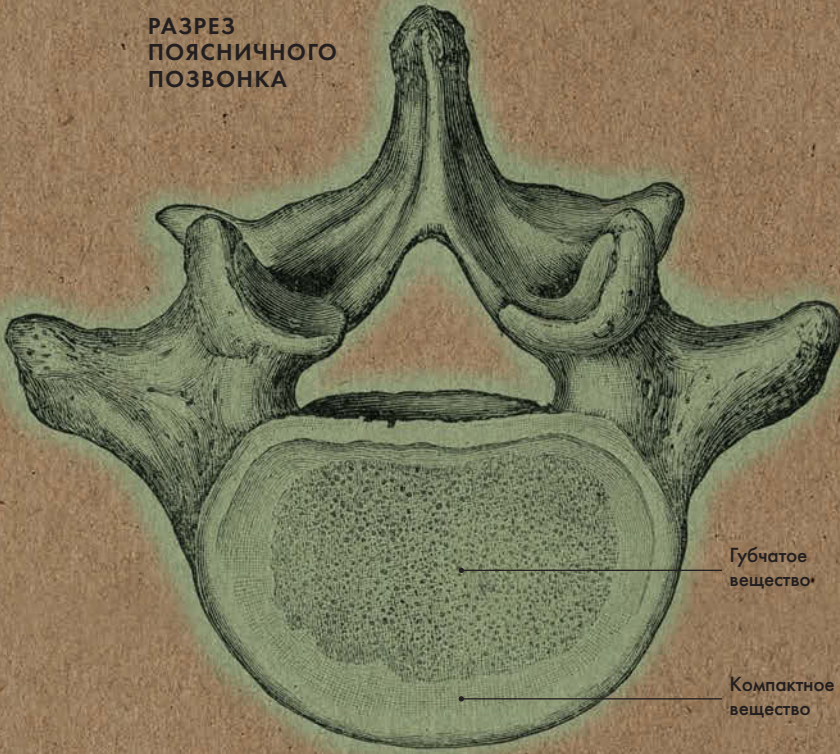 РАЗРЕЗ
ПОЯСНИЧНОГО
ПОЗВОНКА
Губчатое
вещество
Компактное
вещество